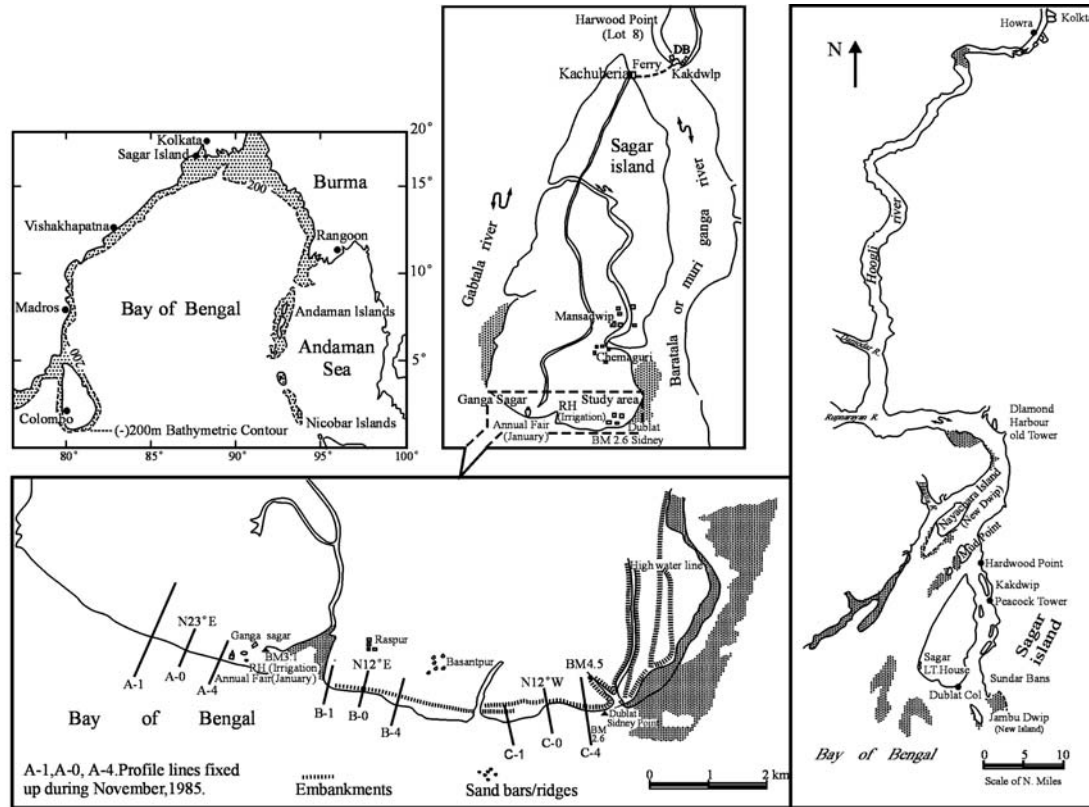 Kolkata
Sagar Island
Burma
200
Vishakhapatna
Rangoon
Madros
Bay of Bengal
Andaman Islands
Andaman
Sea
200
Colombo
Nicobar Islands
(-)200m Bathymetric Contour
20°
15°
10°
5°
80°
85°
90°
95°
100°
Harwood Point
(Lot 8)
DB
Ferry
Kachuberia
Kakdwlp
Sagar
island
Gabtala river
Baratala or muri ganga river
Mansadwip
Chemaguri
Ganga Sagar
Study area
RH
(Irrigation)
Annual Fair
(January)
Dublat
BM 2.6 Sidney
High water line
N23°E
Ganga sagar
BM3.1
RH (Irrigation)
Annual Fair(January)
Raspur
Basantpur
N12°E
N12°W
BM4.5
A-1
A-0
A-4
B-1
B-0
B-4
C-1
C-0
C-4
Dublat
Sidney Point
BM
2.6
Bay of Bengal
A-1,A-0, A-4.Profile lines fixed
up during November,1985.
Embankments
Sand bars/ridges
0 1 2 km
N
Howra
Kolkta
Hoogli river
Rupnarayan R.
Dlamond
Harbour
old Tower
Nayachara Island
(New Dwip)
Mud Point
Hardwood Point
Kakdwip
Peacock Tower
Sagar
island
Sagar
LT.House
Sundar Bans
Dublat Col
Jambu Dwip
(New Island)
Bay of Bengal
0 5 10
Scale of N. Miles